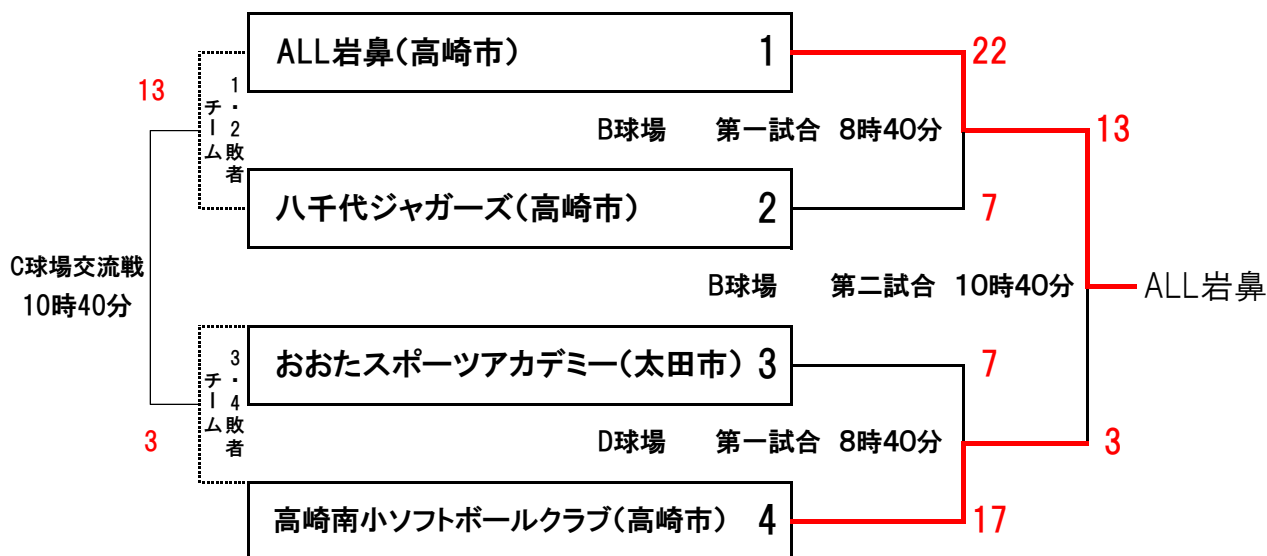 ALL岩鼻(高崎市) 1
22
13
1・2敗者
チーム
B球場 第一試合 8時40分
13
八千代ジャガーズ(高崎市) 2
7
C球場交流戦
10時40分
B球場 第二試合 10時40分
ALL岩鼻
おおたスポーツアカデミー(太田市) 3
7
3・4敗者
チーム
3
D球場 第一試合 8時40分
3
高崎南小ソフトボールクラブ(高崎市) 4
17